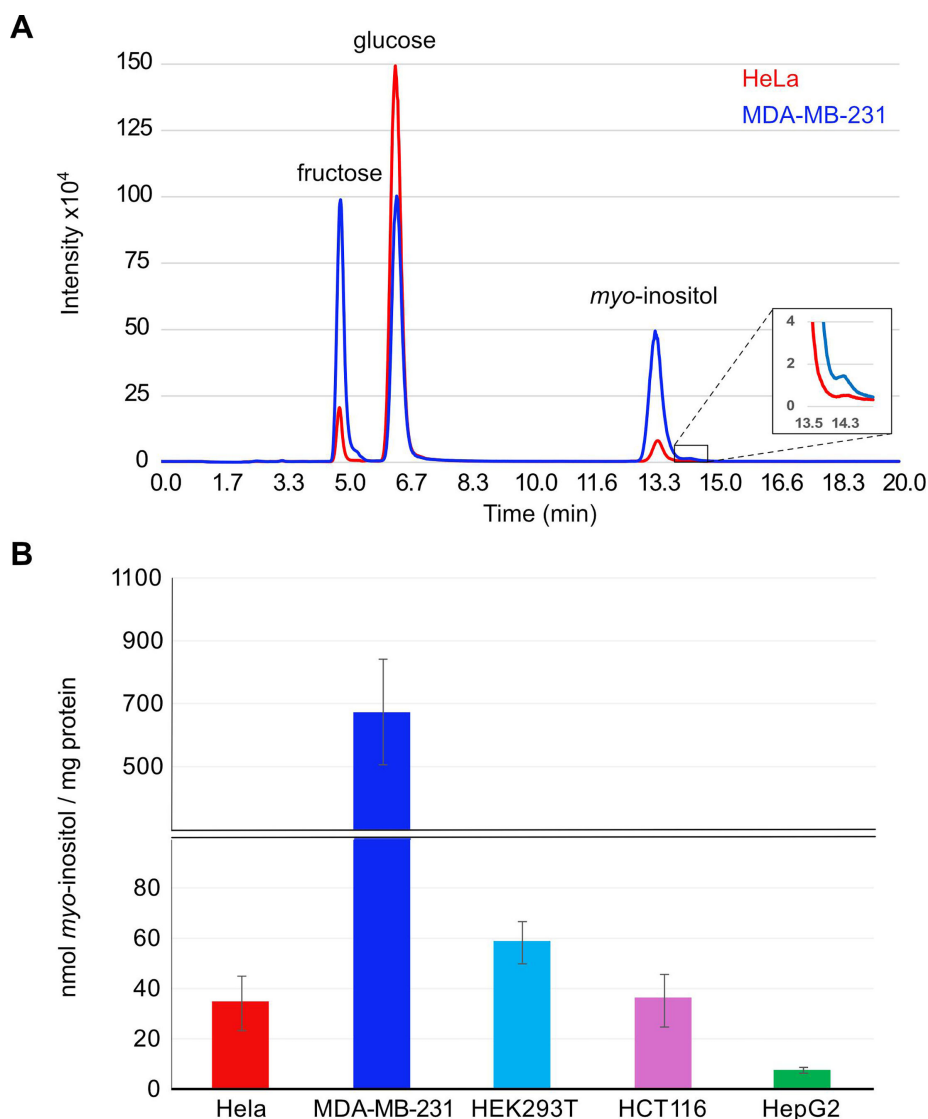 A
glucose
150
HeLa
125
MDA-MB-231
fructose
100
Intensity x10⁴
75
myo-inositol
50
4
2
25
0
13.5 14.3
0
0.0 1.7 3.3 5.0 6.7 8.3 10.0 11.6 13.3 15.0 16.6 18.3 20.0
Time (min)
B
1100
900
700
500
nmol myo-inositol / mg protein
80
60
40
20
0
Hela MDA-MB-231 HEK293T HCT116 HepG2